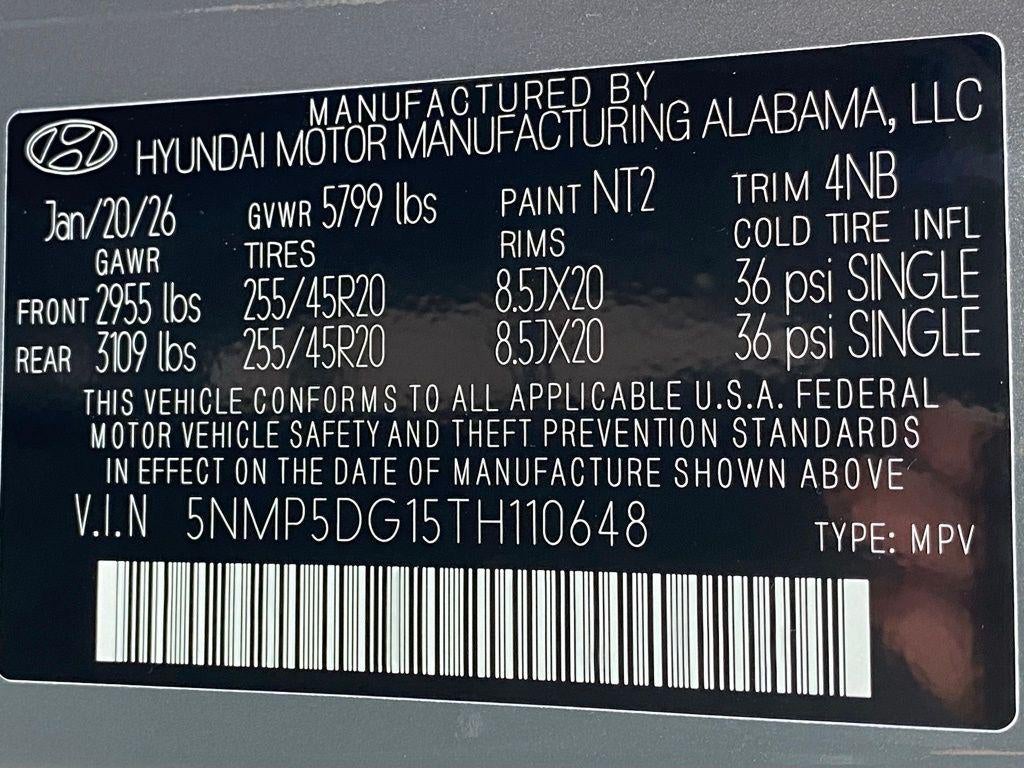 MANUFACTURED BY
HYUNDAI MOTOR MANUFACTURING ALABAMA, LLC
Jan/20/26 GVWR 5799 lbs PAINT NT2 TRIM 4NB
GAWR TIRES RIMS COLD TIRE INFL
FRONT 2955 lbs 255/45R20 8.5JX20 36 psi SINGLE
REAR 3109 lbs 255/45R20 8.5JX20 36 psi SINGLE
THIS VEHICLE CONFORMS TO ALL APPLICABLE U.S.A. FEDERAL
MOTOR VEHICLE SAFETY AND THEFT PREVENTION STANDARDS
IN EFFECT ON THE DATE OF MANUFACTURE SHOWN ABOVE
V.I.N 5NMP5DG15TH110648 TYPE: MPV